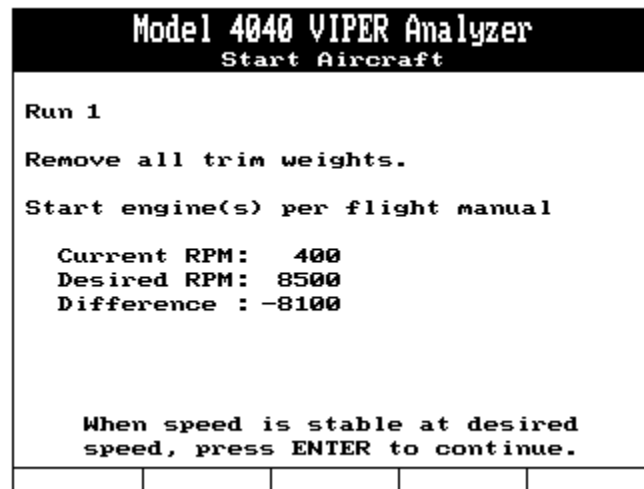 Model 4040 VIPER Analyzer
Start Aircraft
Run 1
Remove all trim weights.
Start engine(s) per flight manual
Current RPM: 400
Desired RPM: 8500
Difference : -8100
When speed is stable at desired
speed, press ENTER to continue.